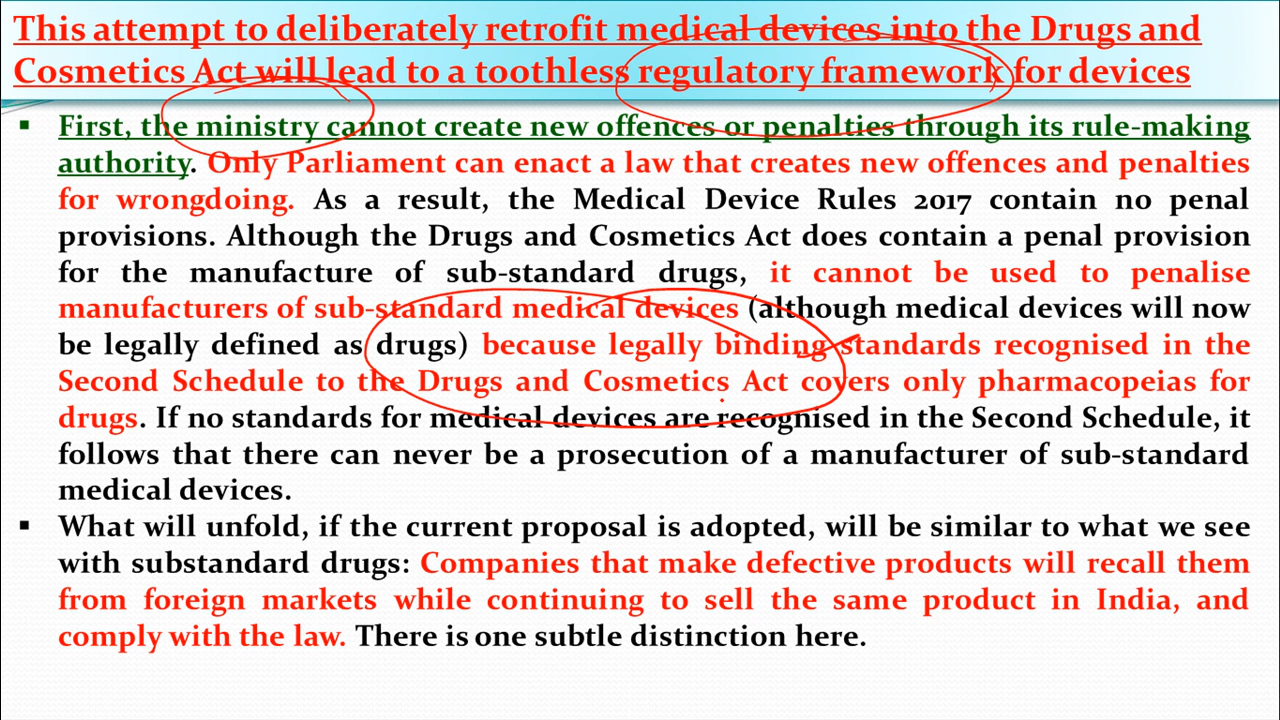 This attempt to deliberately retrofit medical devices into the Drugs and
Cosmetics Act will lead to a toothless regulatory framework for devices
▪ First, the ministry cannot create new offences or penalties through its rule-making
authority. Only Parliament can enact a law that creates new offences and penalties
for wrongdoing. As a result, the Medical Device Rules 2017 contain no penal
provisions. Although the Drugs and Cosmetics Act does contain a penal provision
for the manufacture of sub-standard drugs, it cannot be used to penalise
manufacturers of sub-standard medical devices (although medical devices will now
be legally defined as drugs) because legally binding standards recognised in the
Second Schedule to the Drugs and Cosmetics Act covers only pharmacopeias for
drugs. If no standards for medical devices are recognised in the Second Schedule, it
follows that there can never be a prosecution of a manufacturer of sub-standard
medical devices.
▪ What will unfold, if the current proposal is adopted, will be similar to what we see
with substandard drugs: Companies that make defective products will recall them
from foreign markets while continuing to sell the same product in India, and
comply with the law. There is one subtle distinction here.